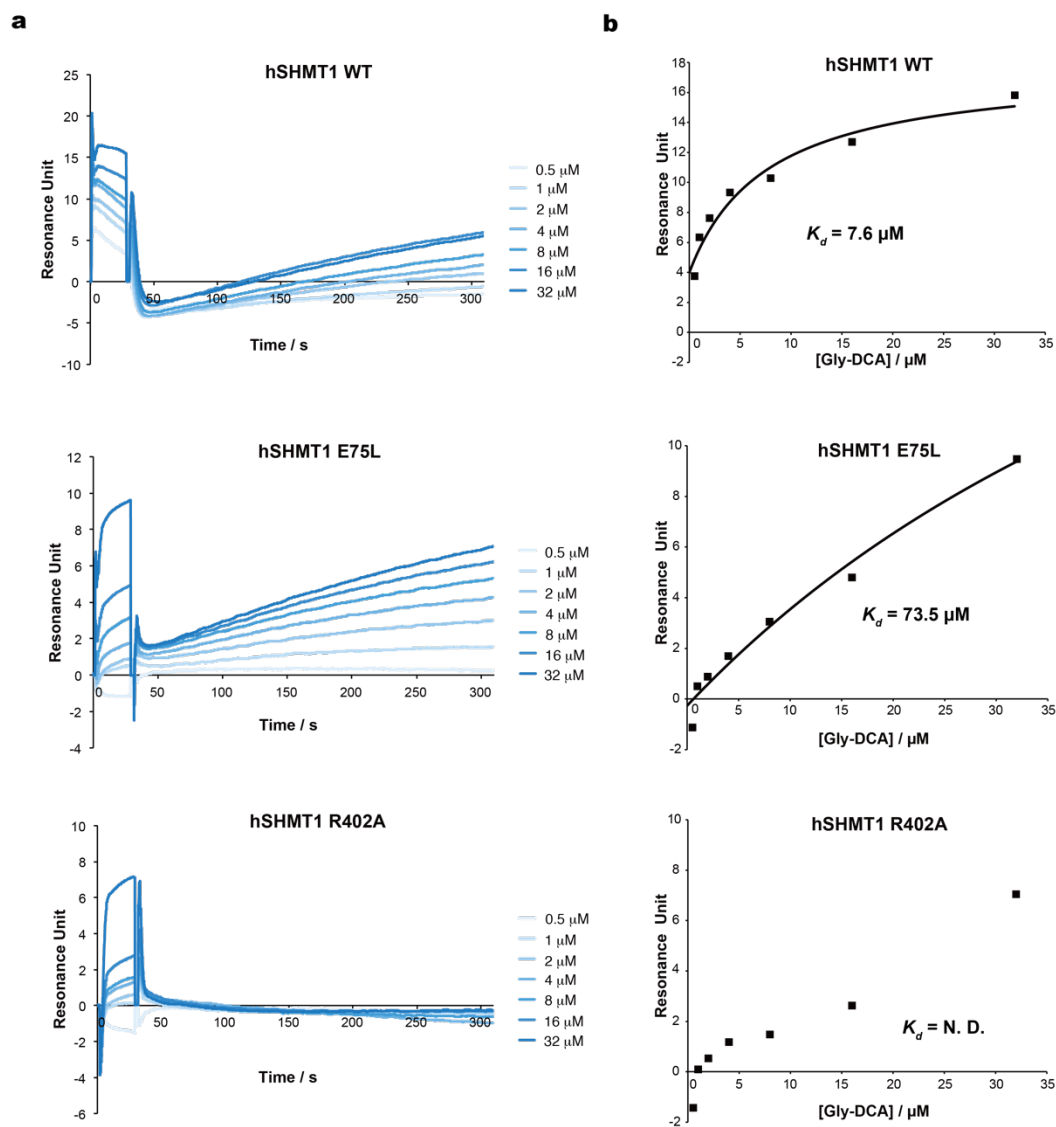 a
b
hSHMT1 WT
25
20
15
10
5
0
-5
-10
Resonance Unit
0
50
100
150
200
250
300
Time / s
0.5 μM
1 μM
2 μM
4 μM
8 μM
16 μM
32 μM
hSHMT1 WT
18
16
14
12
10
8
6
4
2
0
-2
Resonance Unit
Kd = 7.6 μM
0
5
10
15
20
25
30
35
[Gly-DCA] / μM
hSHMT1 E75L
12
10
8
6
4
2
0
-2
-4
Resonance Unit
0
50
100
150
200
250
300
Time / s
0.5 μM
1 μM
2 μM
4 μM
8 μM
16 μM
32 μM
hSHMT1 E75L
10
8
6
4
2
0
-2
Resonance Unit
Kd = 73.5 μM
0
5
10
15
20
25
30
35
[Gly-DCA] / μM
hSHMT1 R402A
10
8
6
4
2
0
-2
-4
-6
Resonance Unit
0
50
100
150
200
250
300
Time / s
0.5 μM
1 μM
2 μM
4 μM
8 μM
16 μM
32 μM
hSHMT1 R402A
10
8
6
4
2
0
-2
Resonance Unit
Kd = N. D.
0
5
10
15
20
25
30
35
[Gly-DCA] / μM